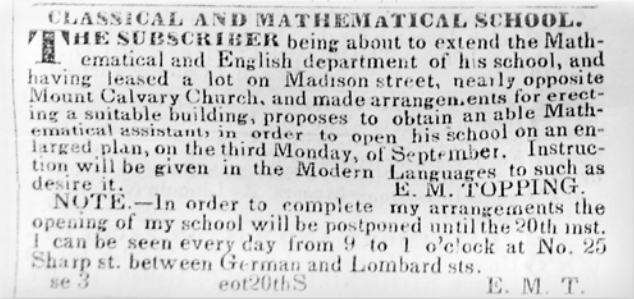 CLASSICAL AND MATHEMATICAL SCHOOL.
THE SUBSCRIBER being about to extend the Math-
ematical and English department of his school, and
having leased a lot on Madison street, nearly opposite
Mount Calvary Church, and made arrangements for erect-
ing a suitable building, proposes to obtain an able Math-
ematical assistant, in order to open his school on an en-
larged plan, on the third Monday, of September. Instruc-
tion will be given in the Modern Languages to such as
desire it. E. M. TOPPING.
NOTE.—In order to complete my arrangements the
opening of my school will be postponed until the 20th inst.
I can be seen every day from 9 to 1 o'clock at No. 25
Sharp st. between German and Lombard sts.
se 3 eot20thS E. M. T.